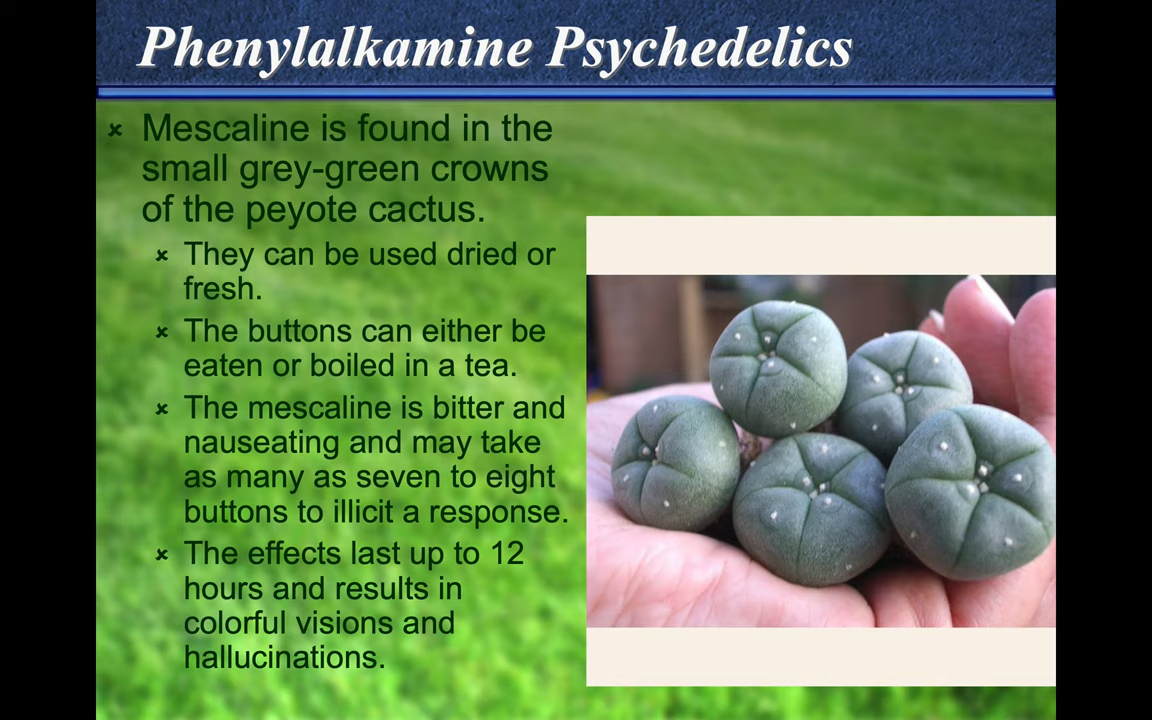 Phenylalkamine Psychedelics
Mescaline is found in the
small grey-green crowns
of the peyote cactus.
They can be used dried or
fresh.
The buttons can either be
eaten or boiled in a tea.
The mescaline is bitter and
nauseating and may take
as many as seven to eight
buttons to illicit a response.
The effects last up to 12
hours and results in
colorful visions and
hallucinations.